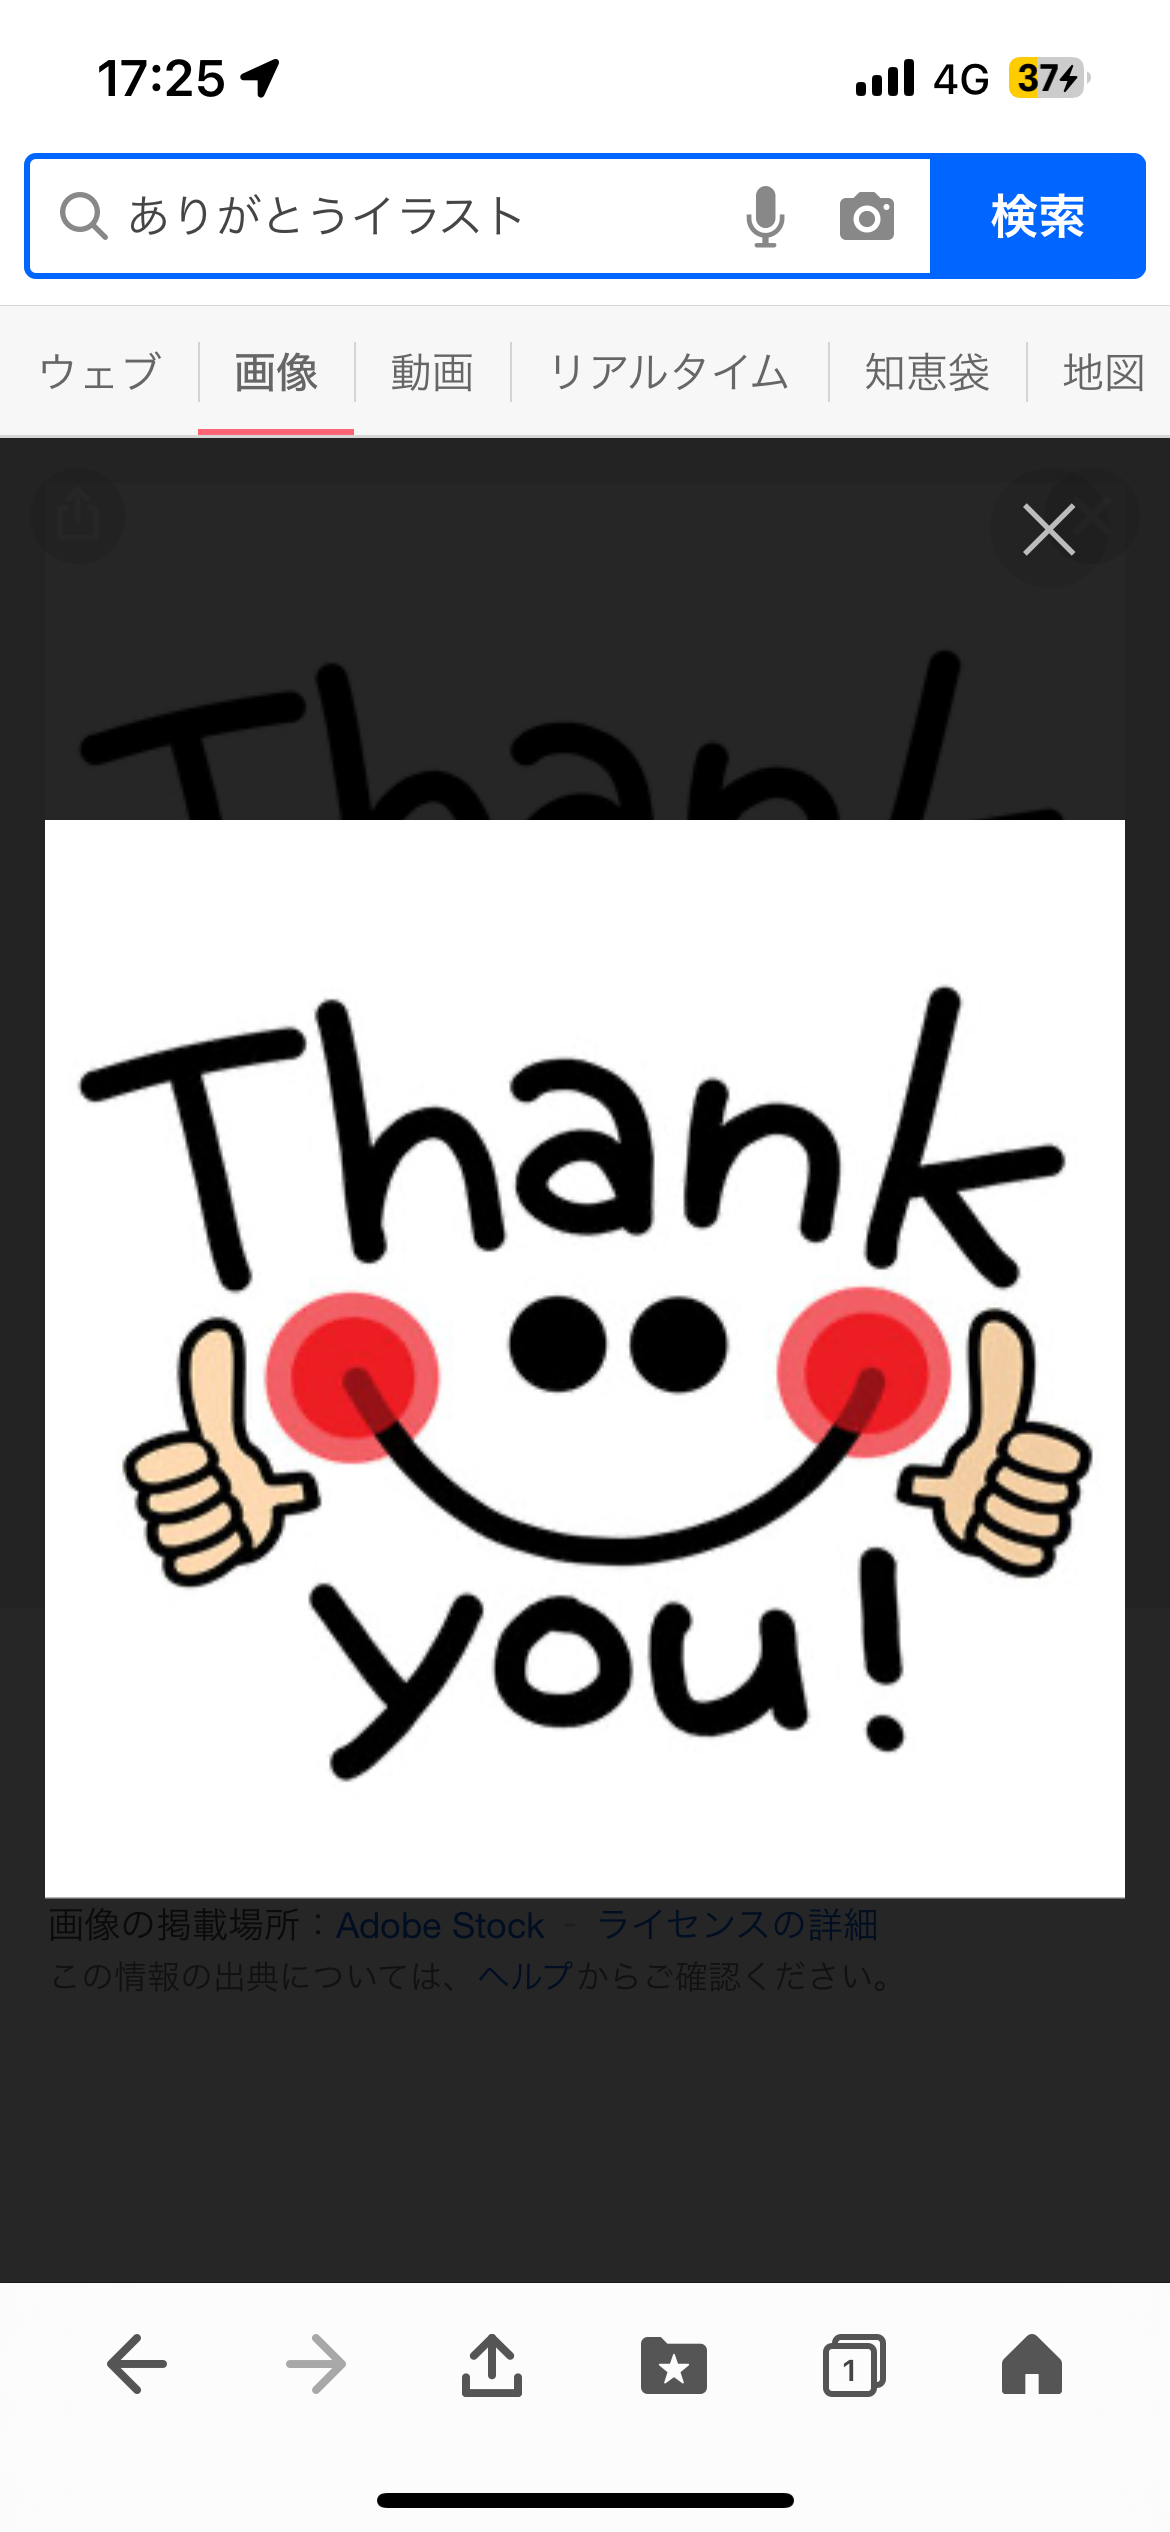 17:25
4G
37
ありがとうイラスト
検索
ウェブ
画像
動画
リアルタイム
知恵袋
地図
Thank
Thank
you!
画像の掲載場所：Adobe Stock - ライセンスの詳細
この情報の出典については、ヘルプからご確認ください。
1